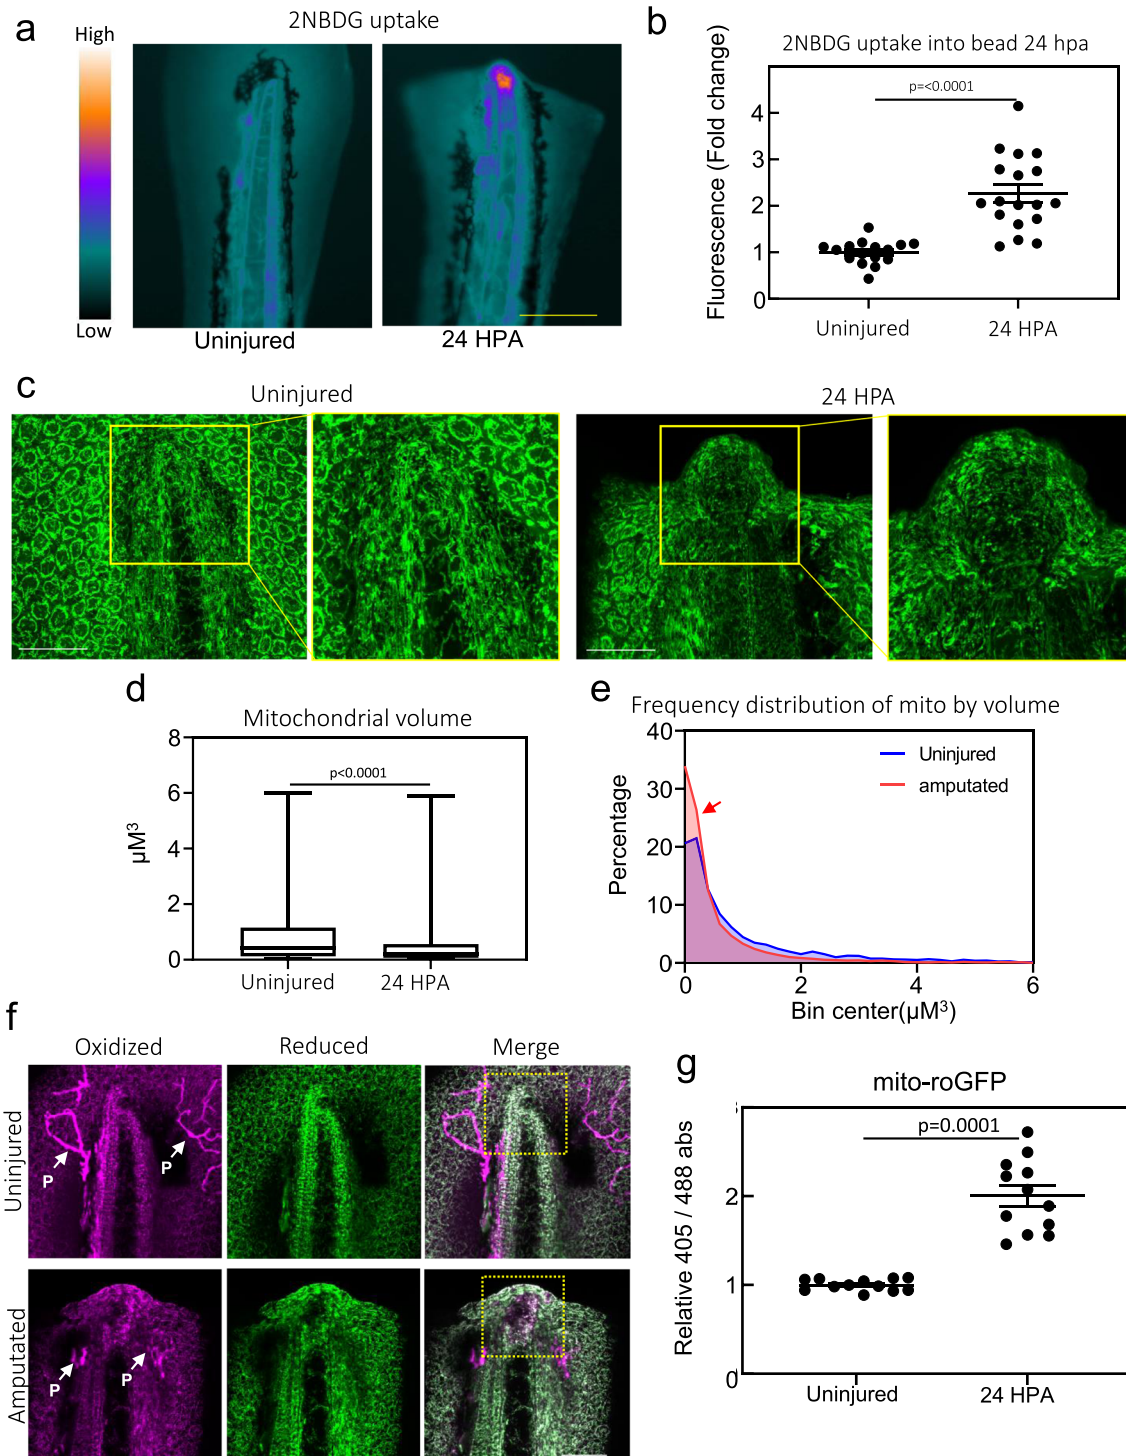 a
2NBDG uptake
High
Low
Uninjured
24 HPA
b
2NBDG uptake into bead 24 hpa
p=<0.0001
Fluorescence (Fold change)
4
3
2
1
0
Uninjured
24 HPA
c
Uninjured
24 HPA
d
Mitochondrial volume
p<0.0001
µM³
8
6
4
2
0
Uninjured
24 HPA
e
Frequency distribution of mito by volume
Uninjured
amputated
Percentage
40
30
20
10
0
0 2 4 6
Bin center(µM³)
f
Oxidized Reduced Merge
Uninjured
P
P
Amputated
P
P
g
mito-roGFP
p=0.0001
Relative 405 / 488 abs
2
1
0
Uninjured
24 HPA